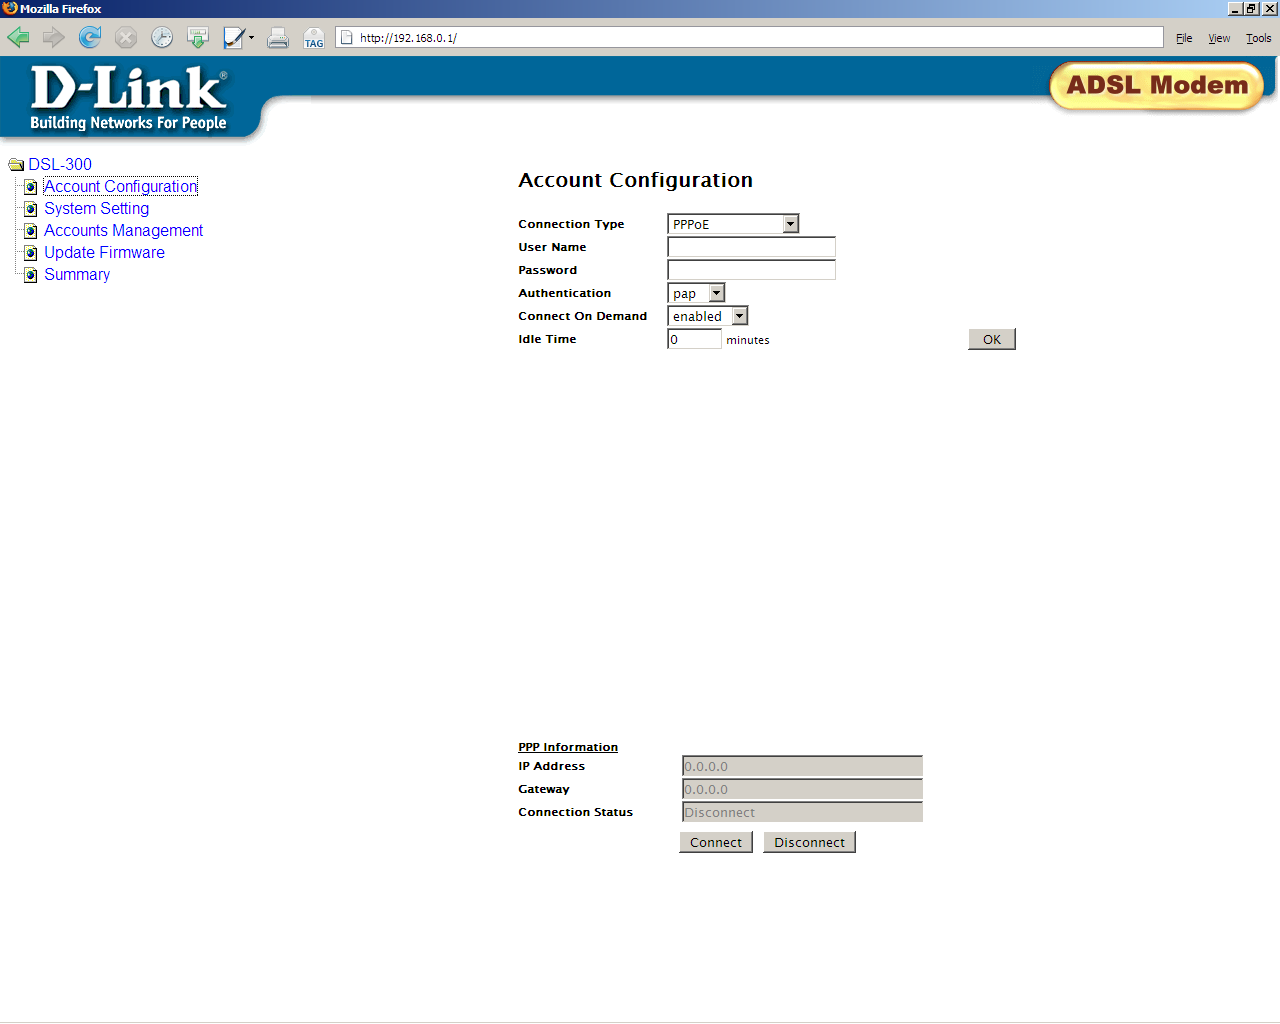 Mozilla Firefox
TAG
http://192.168.0.1/
File View Tools
D-Link®
Building Networks For People
ADSL Modem
DSL-300
Account Configuration
System Setting
Accounts Management
Update Firmware
Summary
Account Configuration
Connection Type PPPoE
User Name
Password
Authentication pap
Connect On Demand enabled
Idle Time 0 minutes OK
PPP Information
IP Address 0.0.0.0
Gateway 0.0.0.0
Connection Status Disconnect
Connect Disconnect